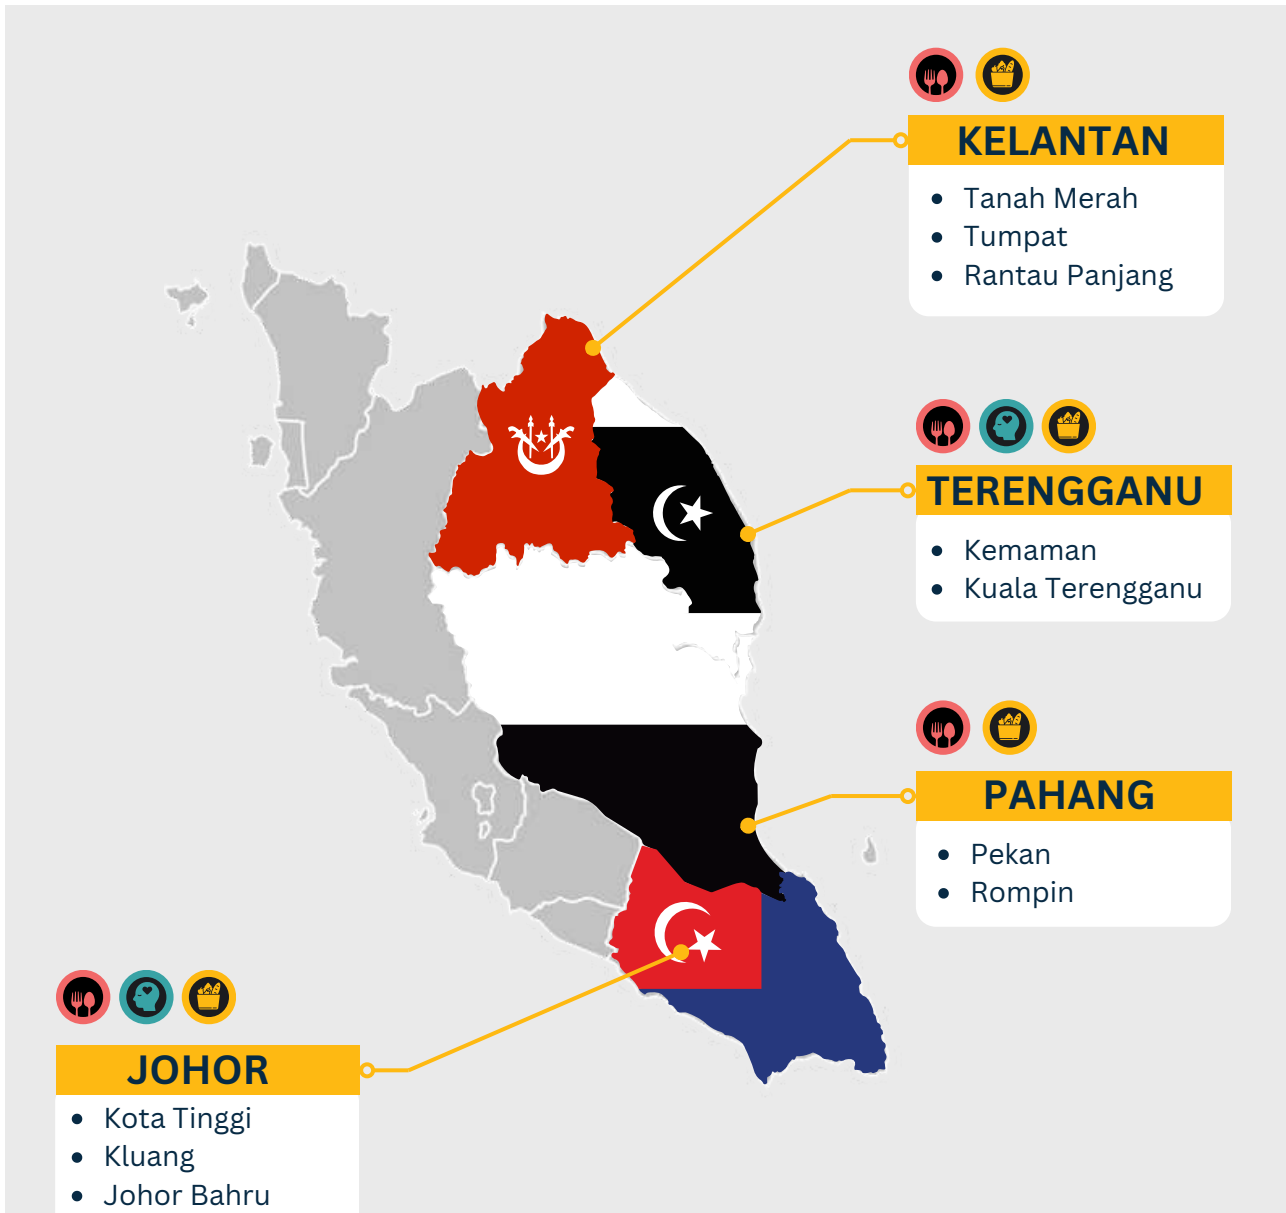 KELANTAN
Tanah Merah
Tumpat
Rantau Panjang
TERENGGANU
Kemaman
Kuala Terengganu
PAHANG
Pekan
Rompin
JOHOR
Kota Tinggi
Kluang
Johor Bahru